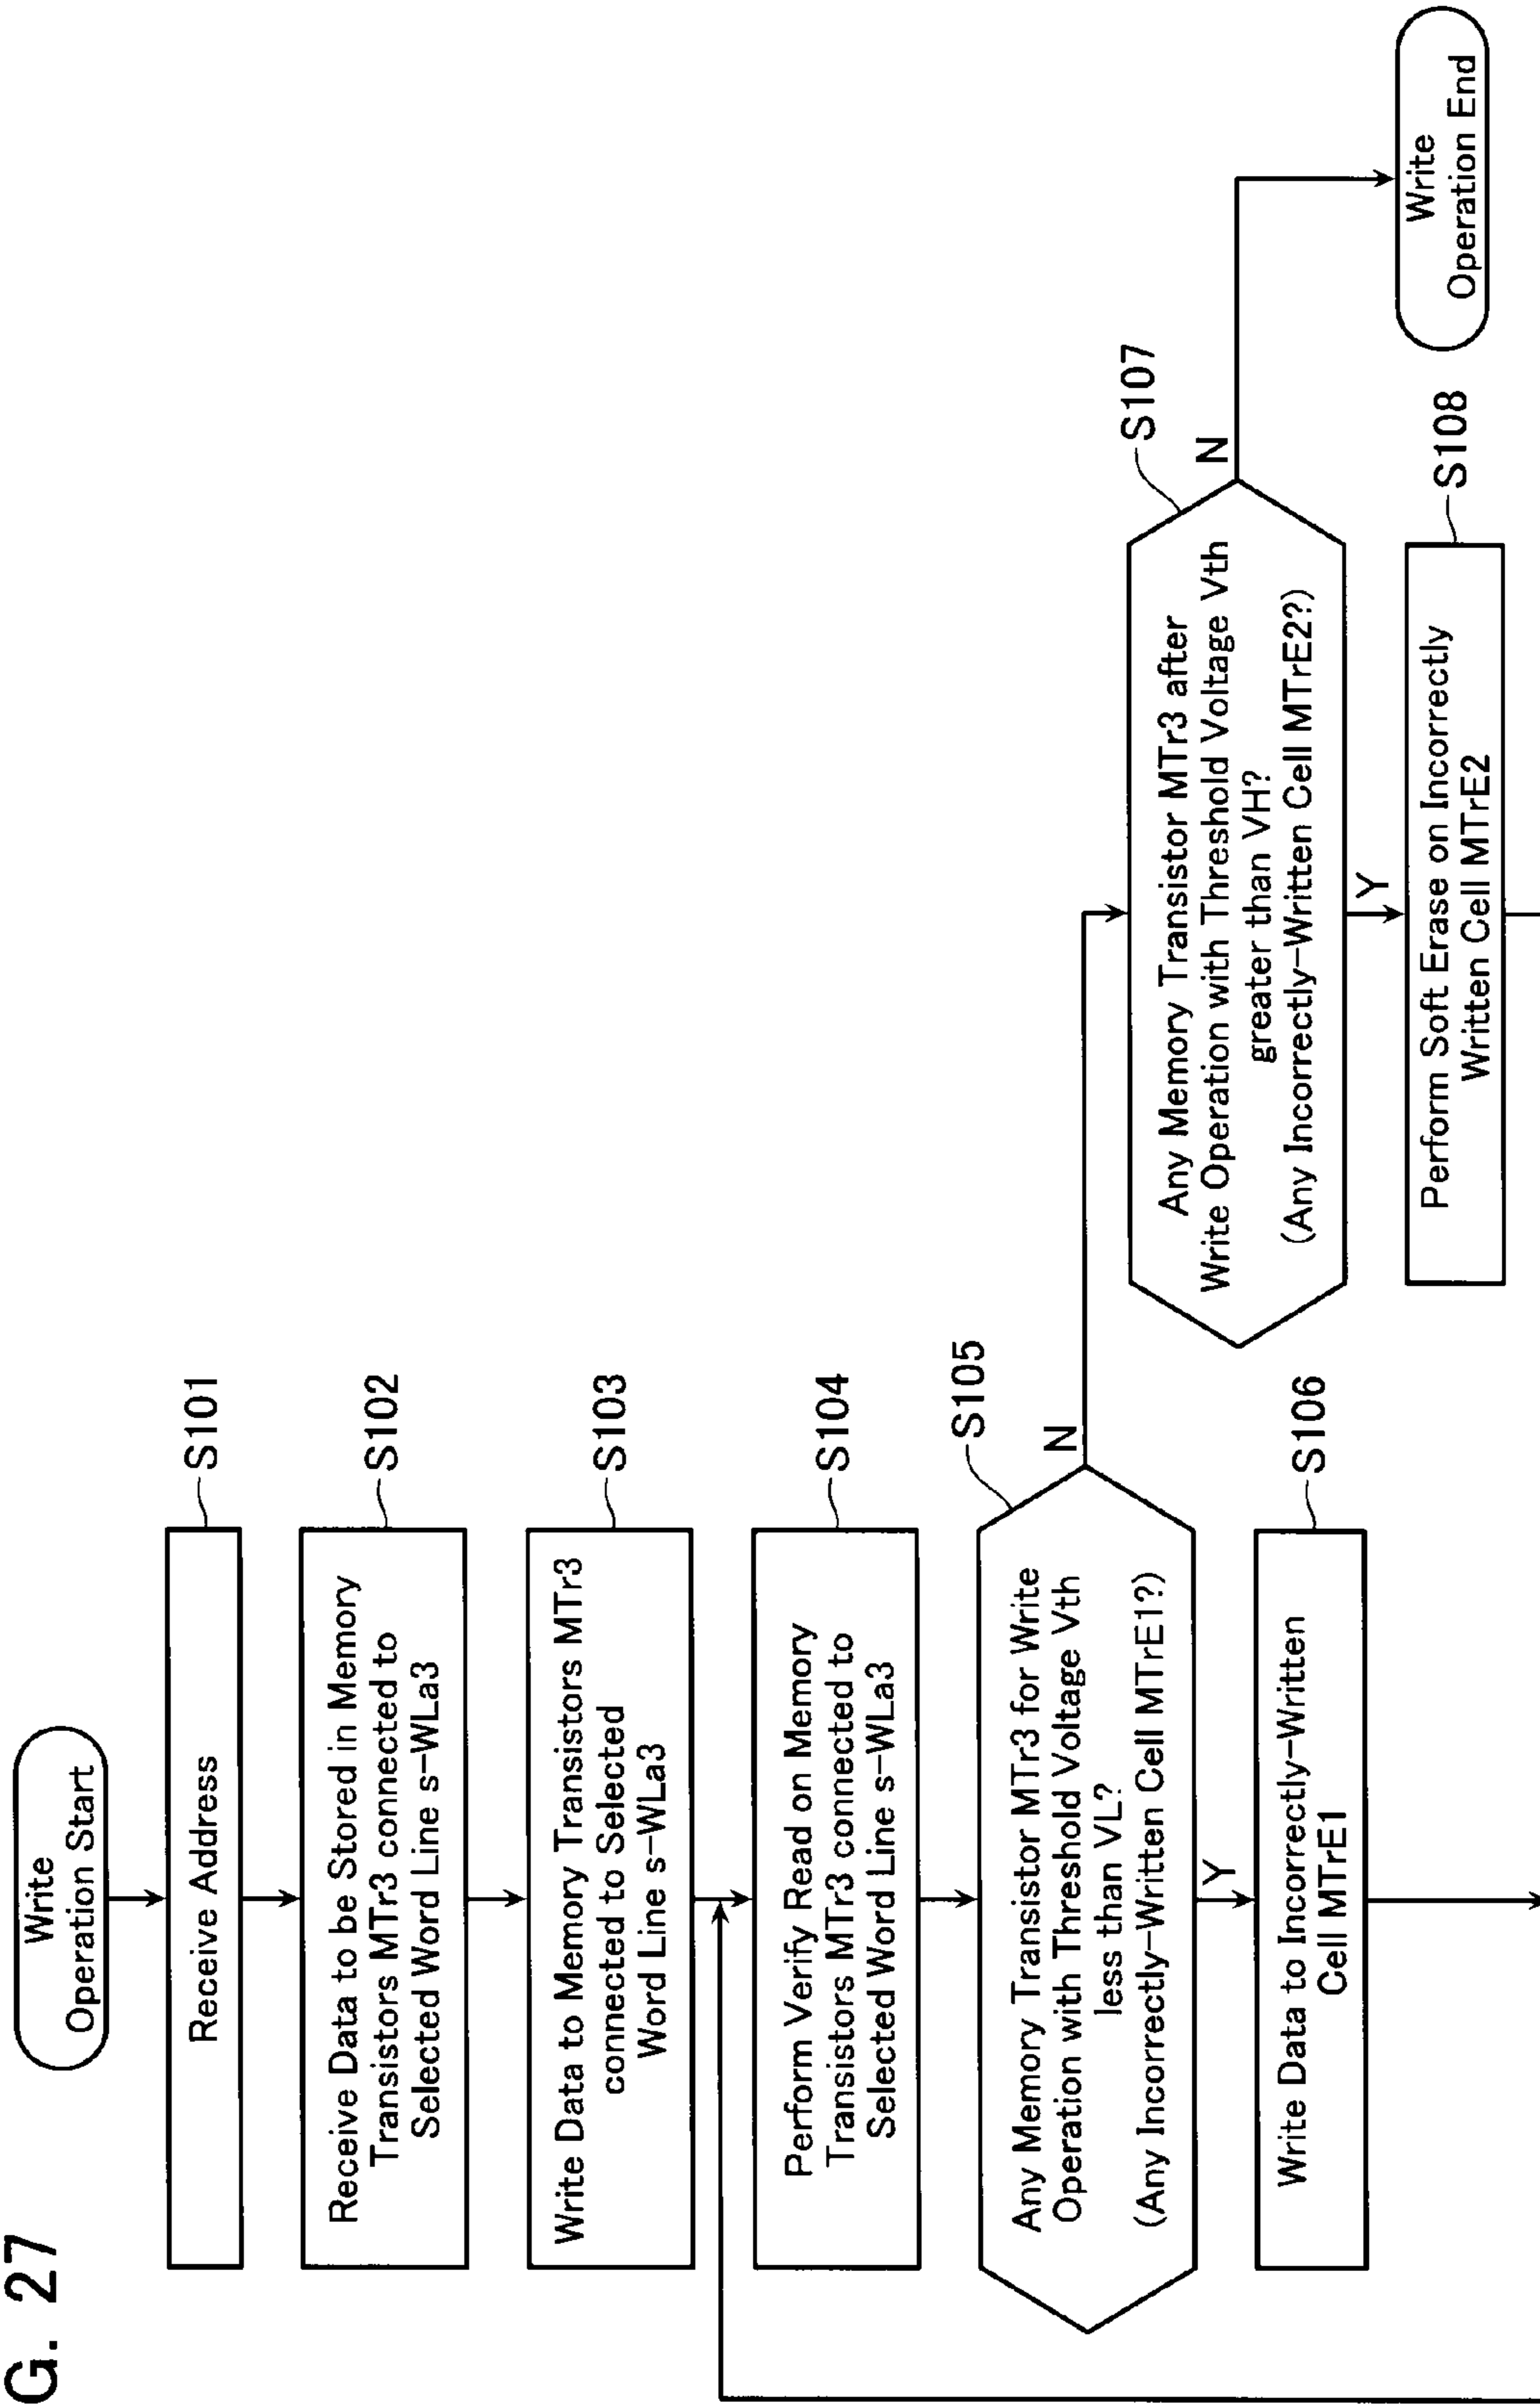 G. 27
Write
Operation Start
Receive Address
S101
Receive Data to be Stored in Memory
Transistors MTr3 connected to
Selected Word Line s-WLa3
S102
Write Data to Memory Transistors MTr3
connected to Selected
Word Line s-WLa3
S103
Perform Verify Read on Memory
Transistors MTr3 connected to
Selected Word Line s-WLa3
S104
Any Memory Transistor MTr3 for Write
Operation with Threshold Voltage Vth
less than VL?
(Any Incorrectly-Written Cell MTrE1?)
S105
N
Y
Write Data to Incorrectly-Written
Cell MTrE1
S106
Any Memory Transistor MTr3 after
Write Operation with Threshold Voltage Vth
greater than VH?
(Any Incorrectly-Written Cell MTrE2?)
S107
N
Y
Perform Soft Erase on Incorrectly
Written Cell MTrE2
S108
Write
Operation End